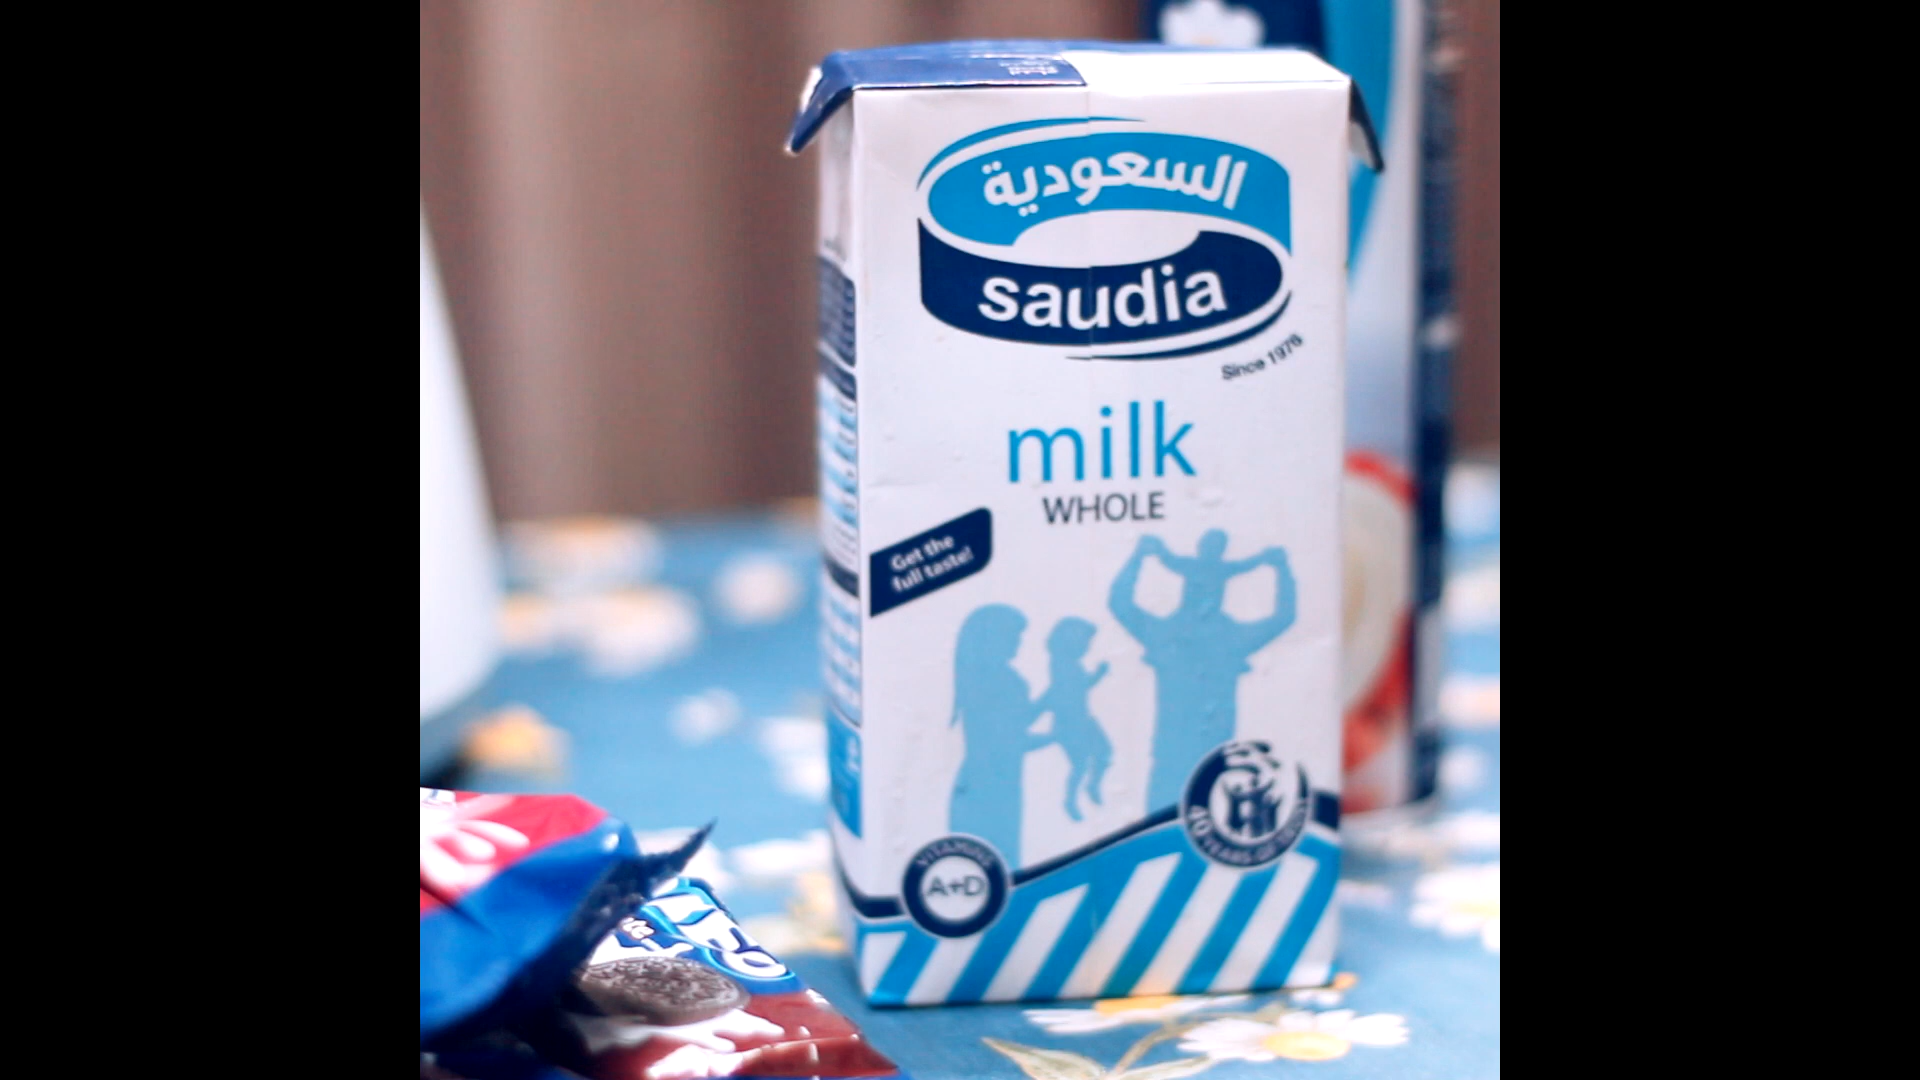 السعودية
saudia
Since 1976
milk
WHOLE
Get the
full taste!
VITAMINS
A+D